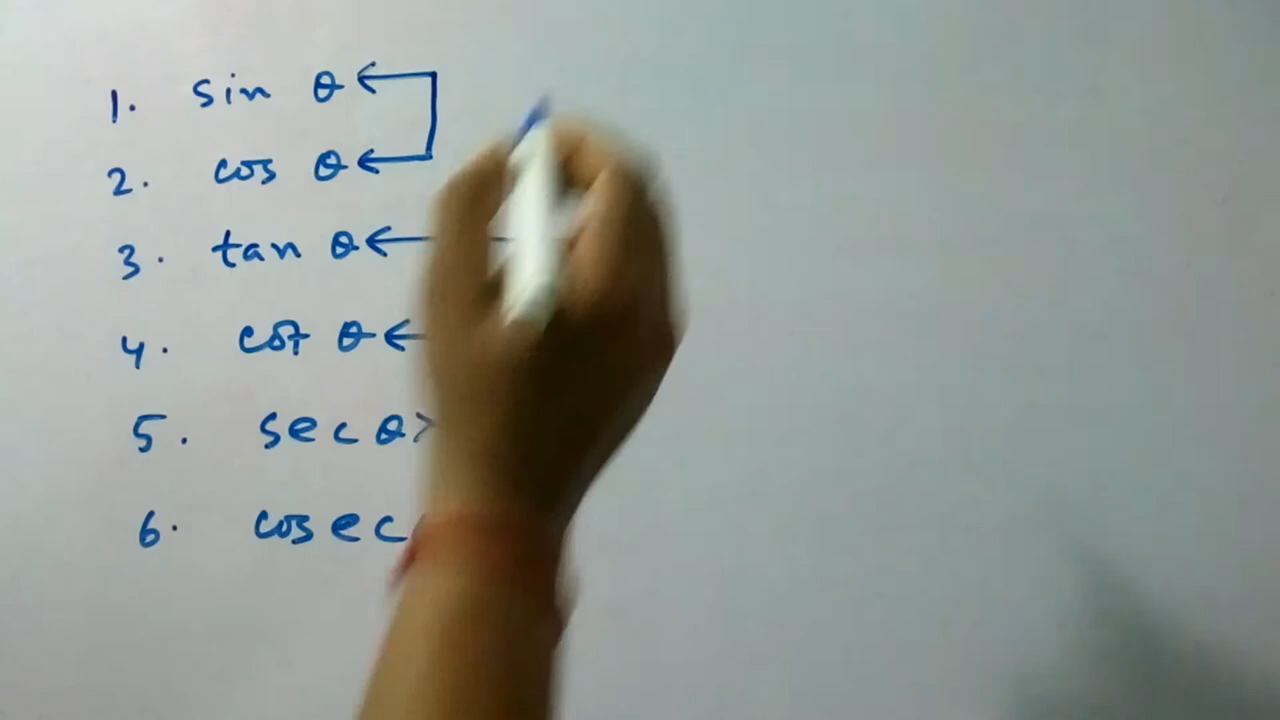 1. sin θ
2. cos θ
3. tan θ
4. cot θ
5. sec θ
6. cosec